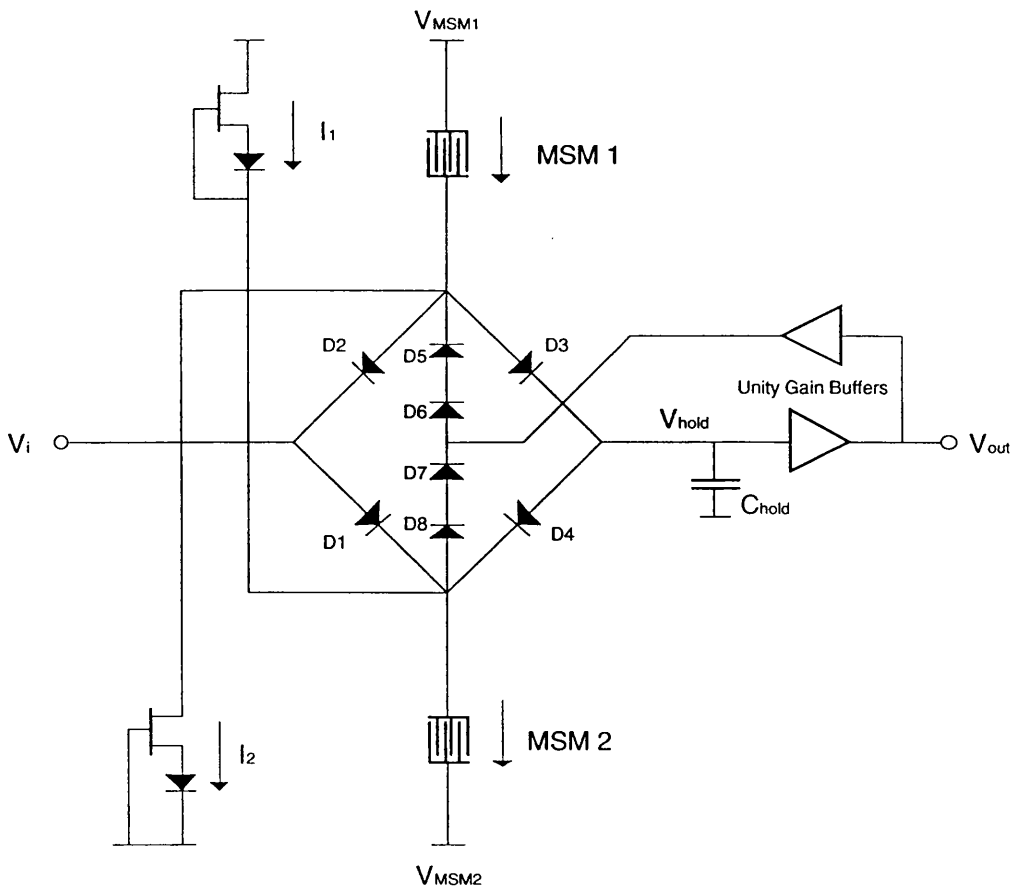 VMSM1
I1
MSM 1
D2
D5
D3
D6
Unity Gain Buffers
Vi
Vhold
Vout
D7
Chold
D1
D8
D4
I2
MSM 2
VMSM2